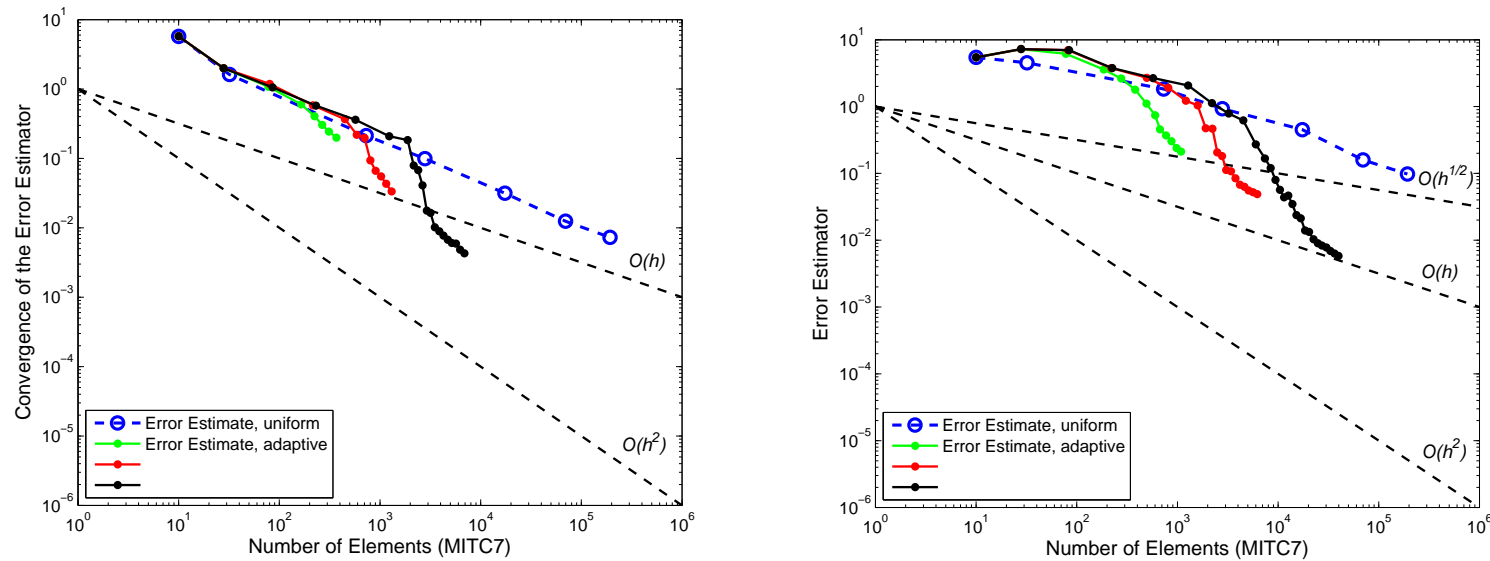 10^1
10^0
10^-1
10^-2
10^-3
10^-4
10^-5
10^-6
Convergence of the Error Estimator
O(h)
O(h^2)
Error Estimate, uniform
Error Estimate, adaptive
10^0 10^1 10^2 10^3 10^4 10^5 10^6
Number of Elements (MITC7)
10^1
10^0
10^-1
10^-2
10^-3
10^-4
10^-5
10^-6
Error Estimator
O(h^1/2)
O(h)
O(h^2)
Error Estimate, uniform
Error Estimate, adaptive
10^0 10^1 10^2 10^3 10^4 10^5 10^6
Number of Elements (MITC7)